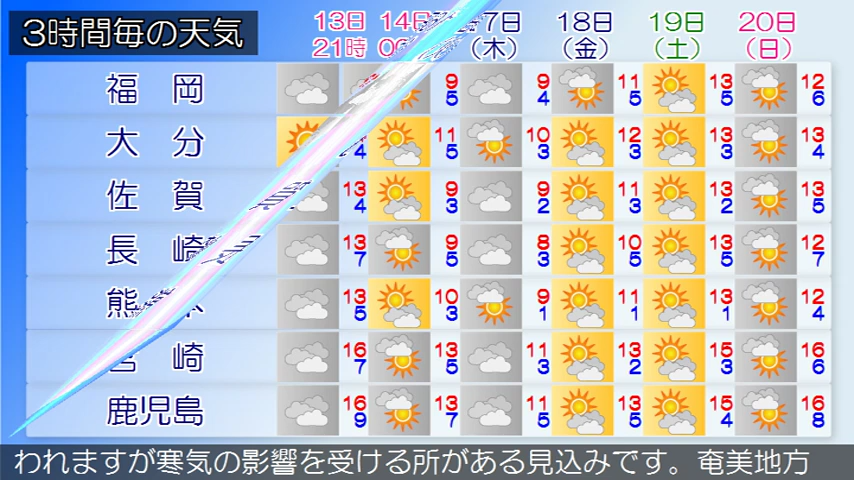 3時間毎の天気
13日 14日 7日 18日 19日 20日
21時 (木) (金) (土) (日)
福岡 9 5 9 4 11 5 13 5 12 6
大分 4 11 5 10 3 12 3 13 3 13 4
佐賀 13 4 9 3 9 2 11 3 13 2 13 5
長崎 13 7 9 5 8 3 10 5 13 5 12 7
熊 13 5 10 3 9 1 11 1 13 1 12 4
崎 16 7 13 5 11 3 13 2 15 3 16 6
鹿児島 16 9 13 7 11 5 13 5 15 4 16 8
われますが寒気の影響を受ける所がある見込みです。奄美地方